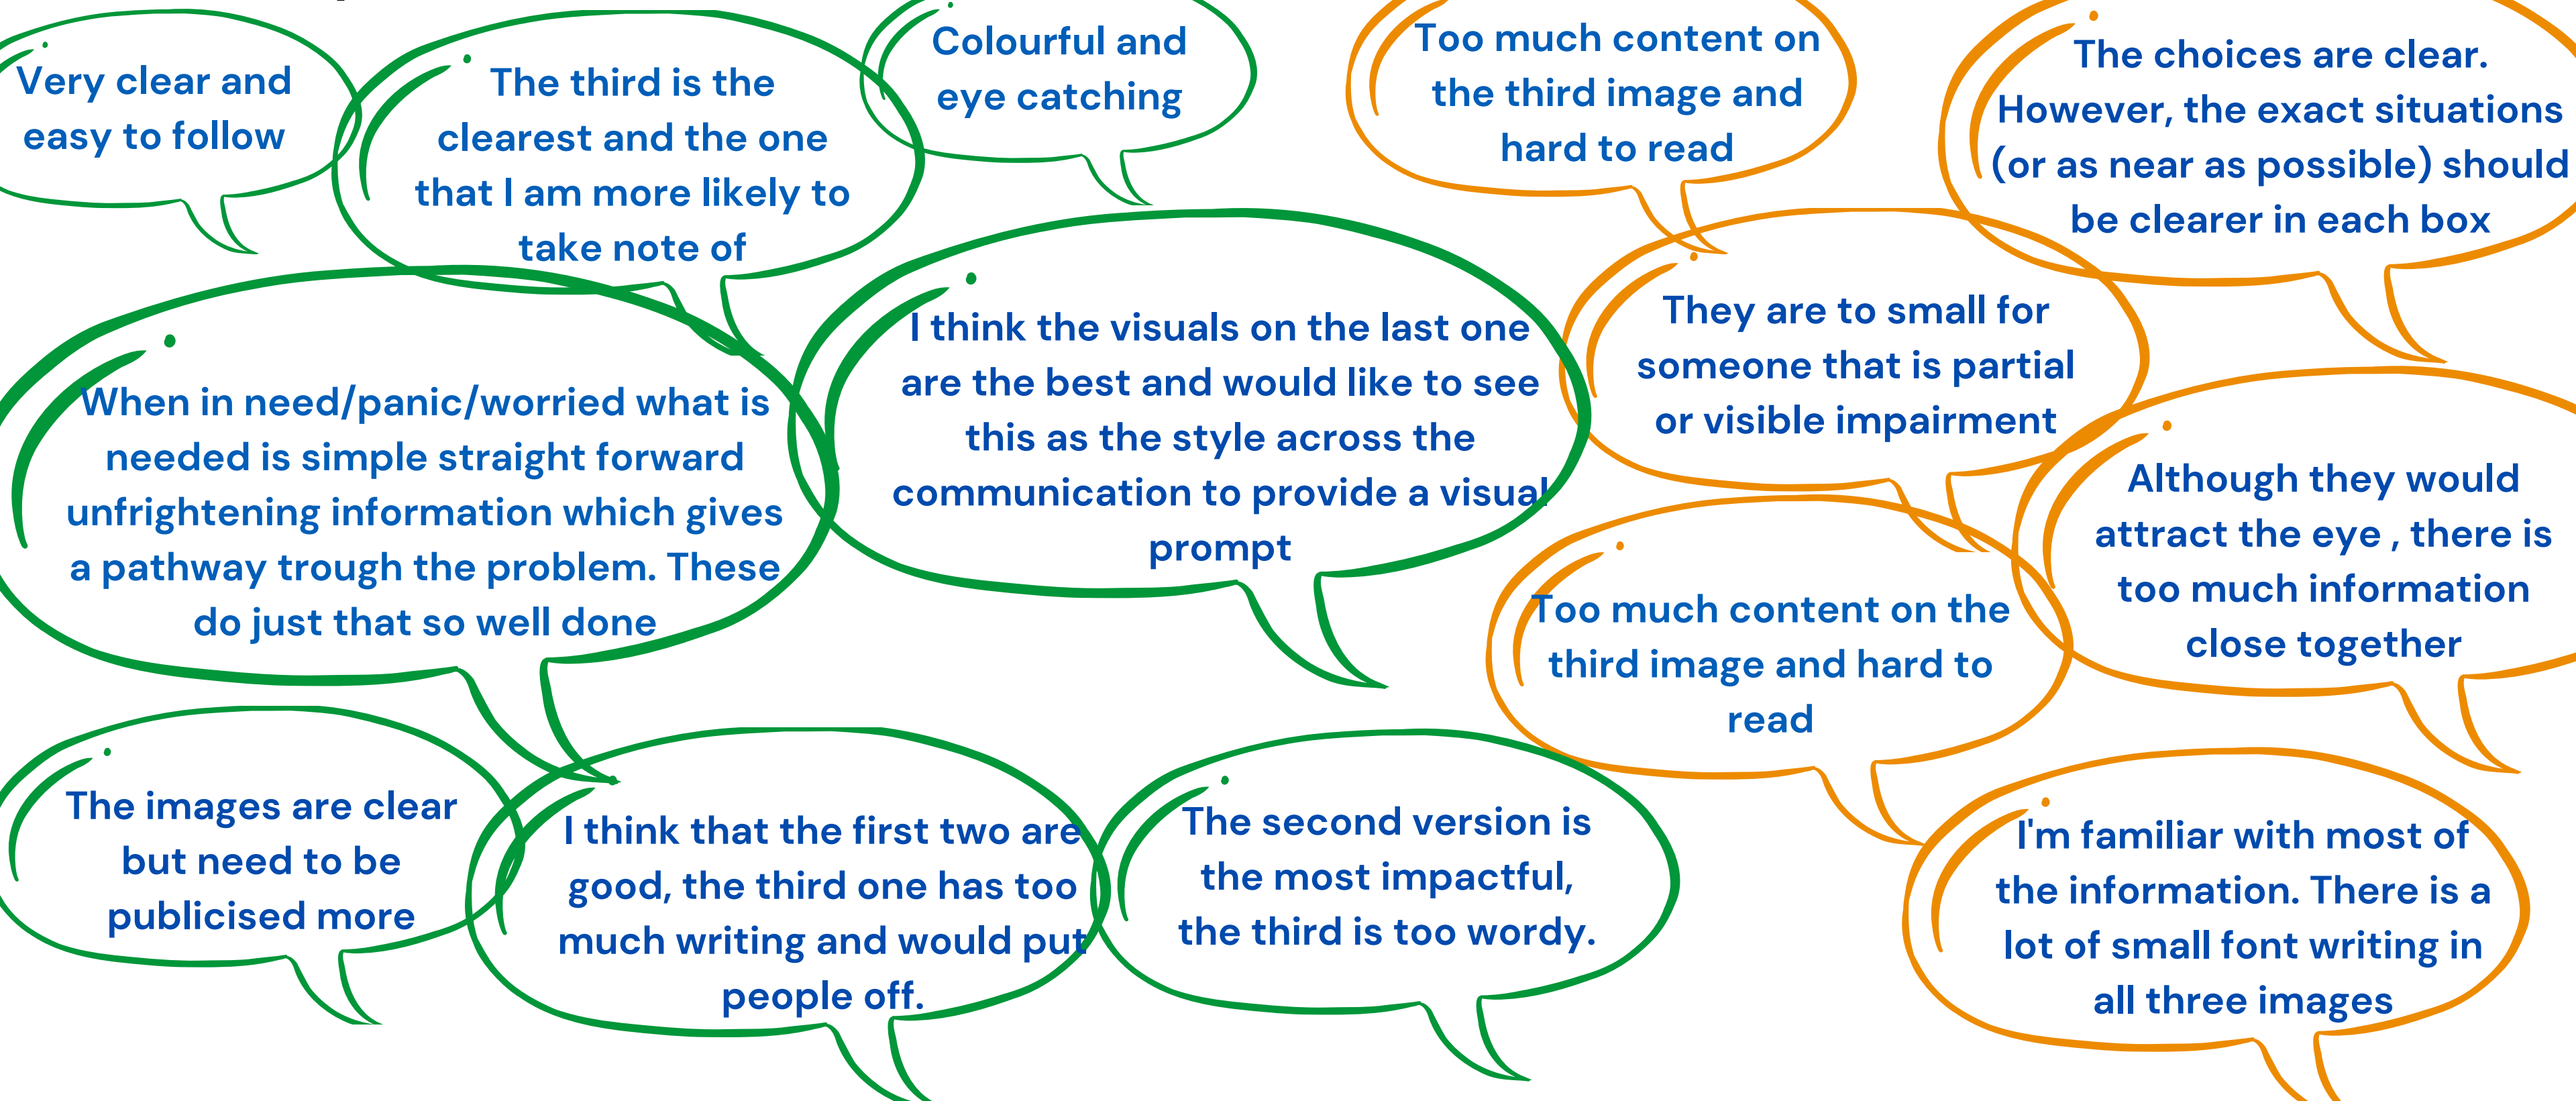 Very clear and
easy to follow
The third is the
clearest and the one
that I am more likely to
take note of
Colourful and
eye catching
Too much content on
the third image and
hard to read
The choices are clear.
However, the exact situations
(or as near as possible) should
be clearer in each box
When in need/panic/worried what is
needed is simple straight forward
unfrightening information which gives
a pathway trough the problem. These
do just that so well done
I think the visuals on the last one
are the best and would like to see
this as the style across the
communication to provide a visual
prompt
They are to small for
someone that is partial
or visible impairment
Although they would
attract the eye , there is
too much information
close together
Too much content on the
third image and hard to
read
The images are clear
but need to be
publicised more
I think that the first two are
good, the third one has too
much writing and would put
people off.
The second version is
the most impactful,
the third is too wordy.
I'm familiar with most of
the information. There is a
lot of small font writing in
all three images